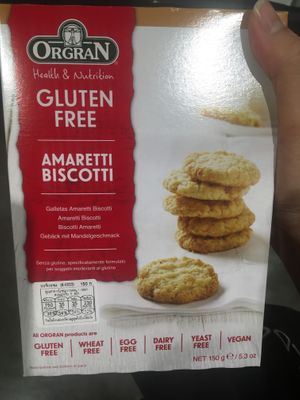 ORGRAN
Health & Nutrition
GLUTEN
FREE
AMARETTI
BISCOTTI
Galletas Amaretti Biscotti
Amaretti Biscotti
Biscotti Amaretti
Gebäck mit Mandelgeschmack
Senza glutine, specificatamente formulato
per soggetti intolleranti al glutine
All ORGRAN products are
GLUTEN FREE
WHEAT FREE
EGG FREE
DAIRY FREE
YEAST FREE
VEGAN
NET 150 g ℮ / 5.3 oz